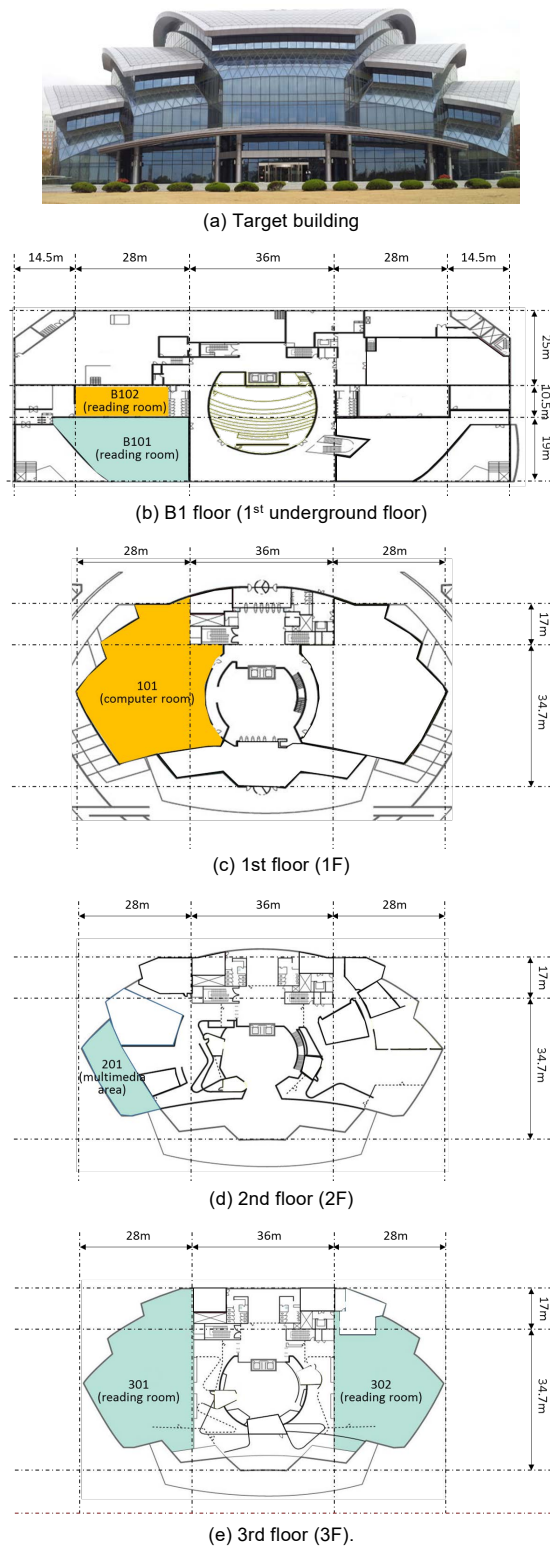 (a) Target building
14.5m 28m 36m 28m 14.5m
25m
B102
(reading room)
10.5m
B101
(reading room)
19m
(b) B1 floor (1st underground floor)
28m 36m 28m
17m
101
(computer room)
34.7m
(c) 1st floor (1F)
28m 36m 28m
17m
201
(multimedia
area)
34.7m
(d) 2nd floor (2F)
28m 36m 28m
17m
301
(reading room)
302
(reading room)
34.7m
(e) 3rd floor (3F).